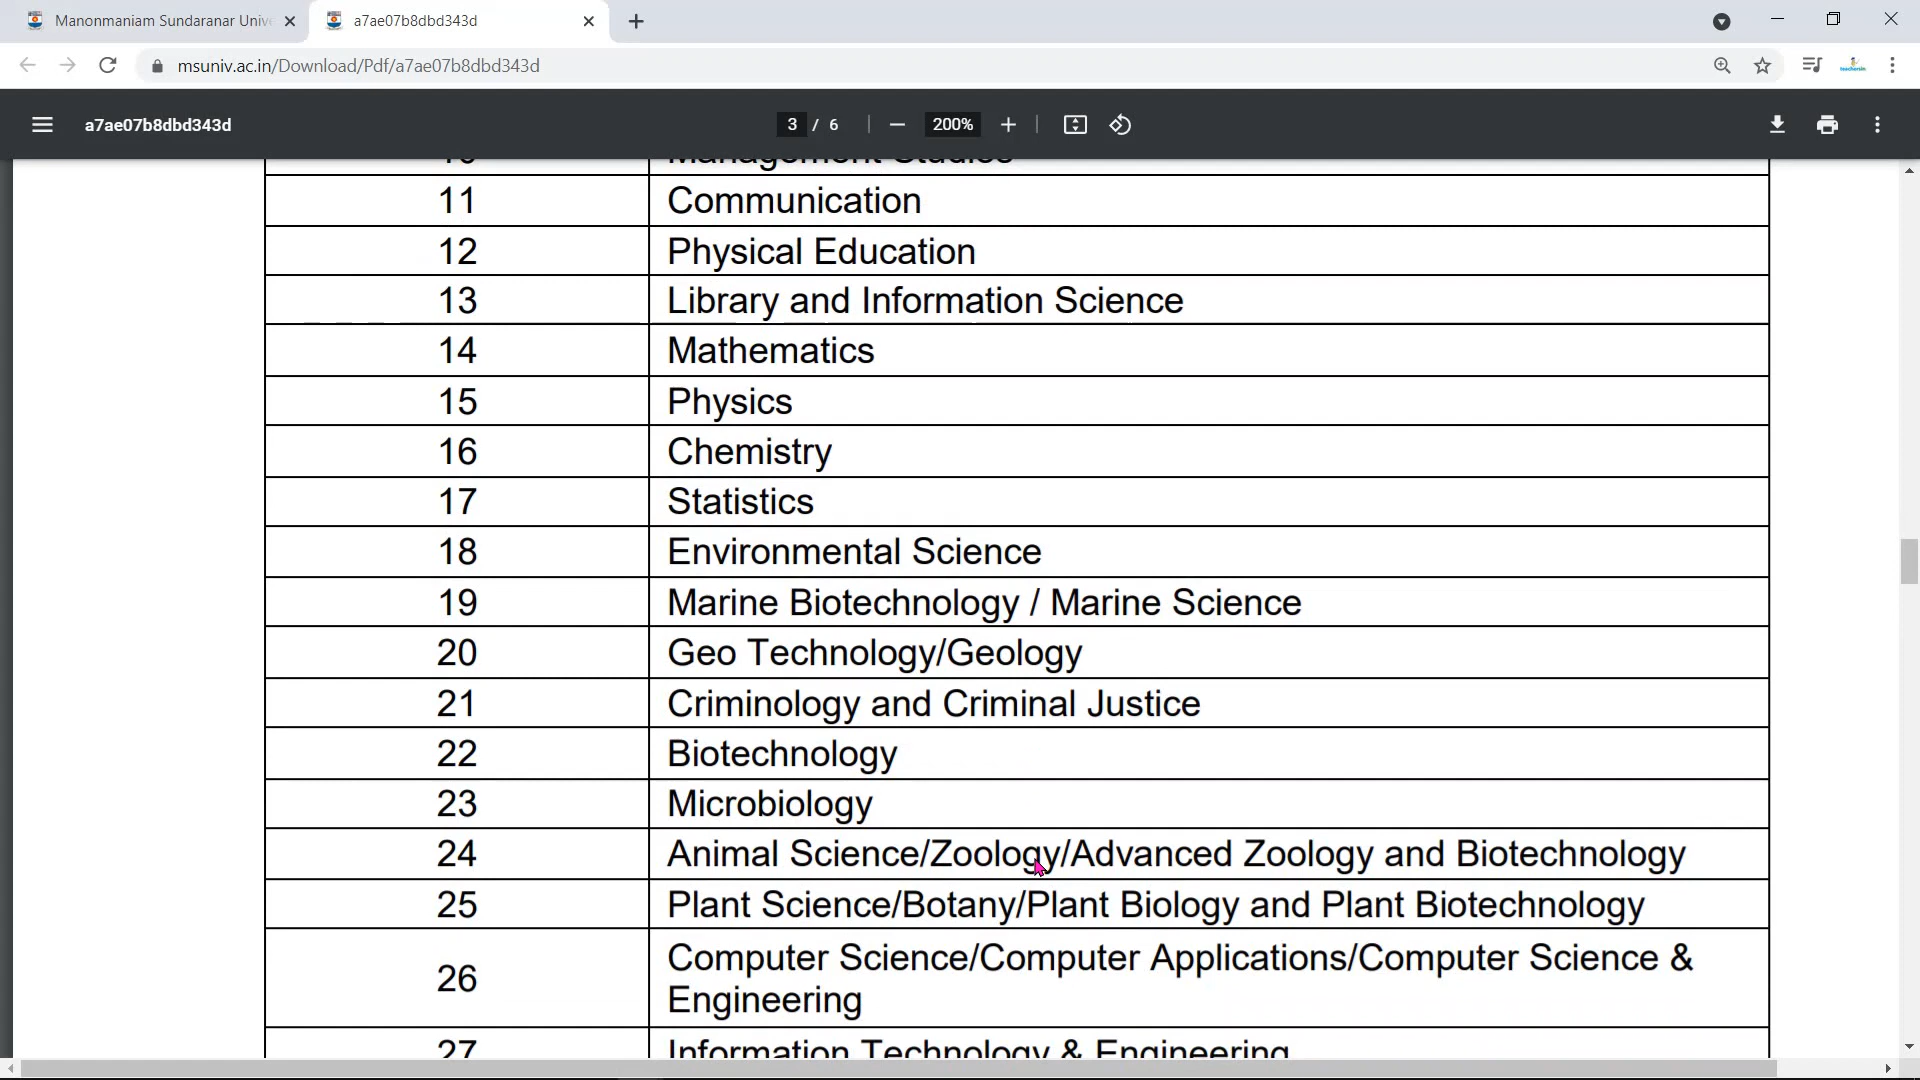 Manonmaniam Sundaranar Unive
a7ae07b8dbd343d
msuniv.ac.in/Download/Pdf/a7ae07b8dbd343d
a7ae07b8dbd343d
3 / 6
200%
10 Management Studies
11 Communication
12 Physical Education
13 Library and Information Science
14 Mathematics
15 Physics
16 Chemistry
17 Statistics
18 Environmental Science
19 Marine Biotechnology / Marine Science
20 Geo Technology/Geology
21 Criminology and Criminal Justice
22 Biotechnology
23 Microbiology
24 Animal Science/Zoology/Advanced Zoology and Biotechnology
25 Plant Science/Botany/Plant Biology and Plant Biotechnology
26 Computer Science/Computer Applications/Computer Science &
Engineering
27 Information Technology & Engineering